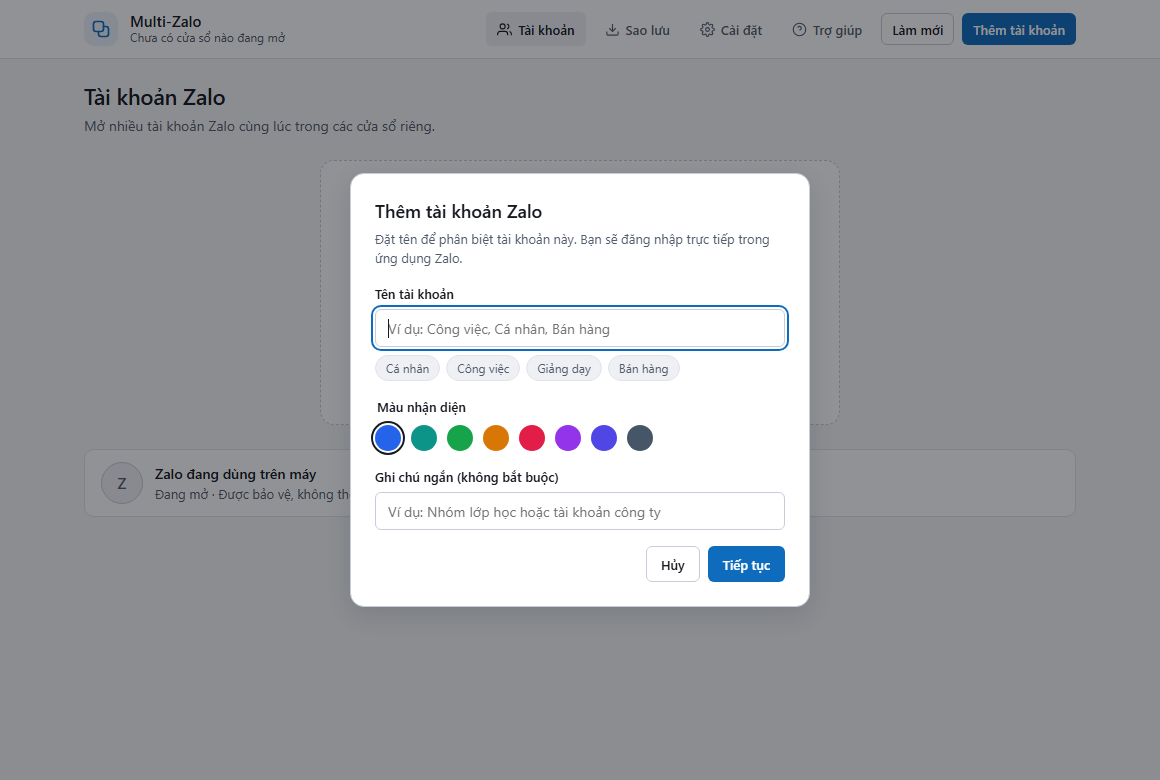 Multi-Zalo
Chưa có cửa sổ nào đang mở
Tài khoản
Sao lưu
Cài đặt
Trợ giúp
Làm mới
Thêm tài khoản
Tài khoản Zalo
Mở nhiều tài khoản Zalo cùng lúc trong các cửa sổ riêng.
Thêm tài khoản Zalo
Đặt tên để phân biệt tài khoản này. Bạn sẽ đăng nhập trực tiếp trong
ứng dụng Zalo.
Tên tài khoản
Ví dụ: Công việc, Cá nhân, Bán hàng
Cá nhân
Công việc
Giảng dạy
Bán hàng
Màu nhận diện
Ghi chú ngắn (không bắt buộc)
Ví dụ: Nhóm lớp học hoặc tài khoản công ty
Hủy
Tiếp tục
Z
Zalo đang dùng trên máy
Đang mở · Được bảo vệ, không